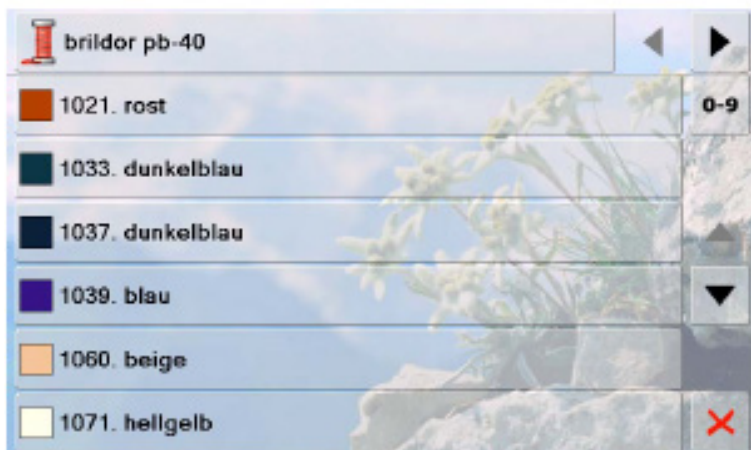 brildor pb-40
1021. rost
0-9
1033. dunkelblau
1037. dunkelblau
1039. blau
1060. beige
1071. hellgelb